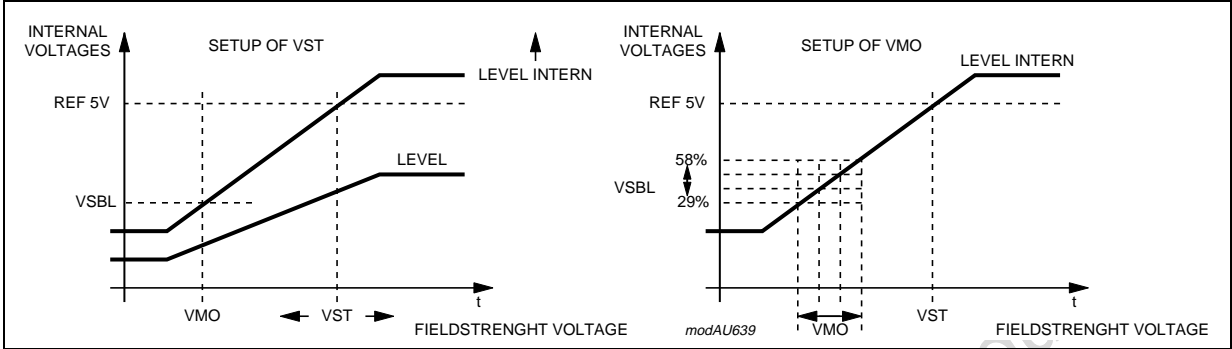 INTERNAL
VOLTAGES
SETUP OF VST
LEVEL INTERN
REF 5V
LEVEL
VSBL
t
VMO
VST
FIELDSTRENGHT VOLTAGE
INTERNAL
VOLTAGES
SETUP OF VMO
LEVEL INTERN
REF 5V
58%
VSBL
29%
t
modAU639
VMO
VST
FIELDSTRENGHT VOLTAGE